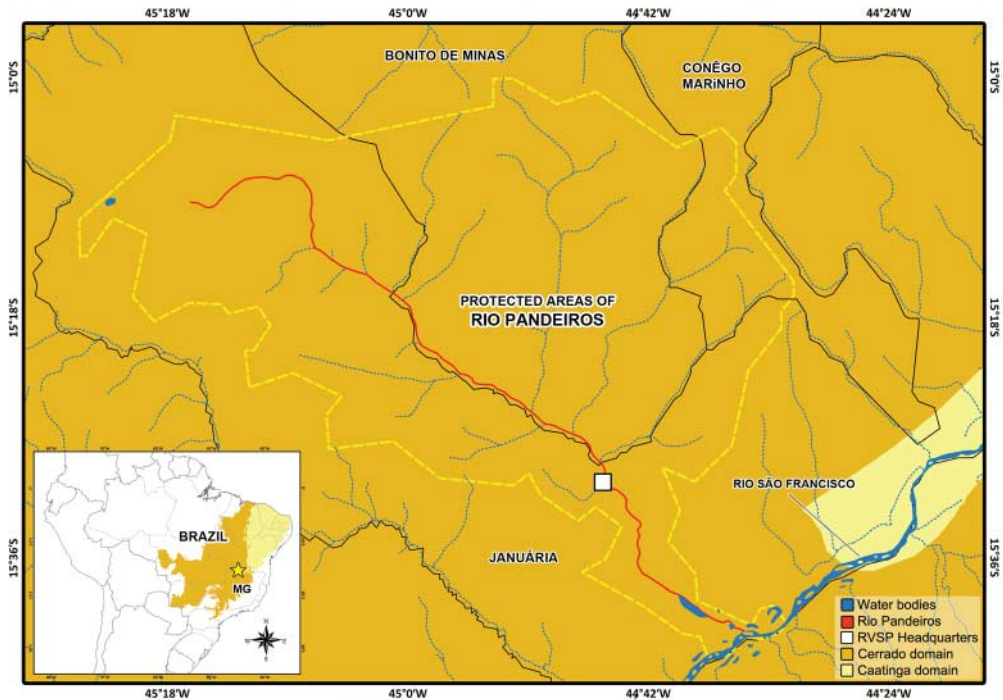 45°18'W 45°0'W 44°42'W 44°24'W
15°0'S
15°0'S
BONITO DE MINAS
CONÊGO
MARiNHO
15°18'S
15°18'S
PROTECTED AREAS OF
RIO PANDEIROS
RIO SÃO FRANCISCO
BRAZIL
MG
JANUÁRIA
15°36'S
15°36'S
Water bodies
Rio Pandeiros
RVSP Headquarters
Cerrado domain
Caatinga domain
45°18'W 45°0'W 44°42'W 44°24'W